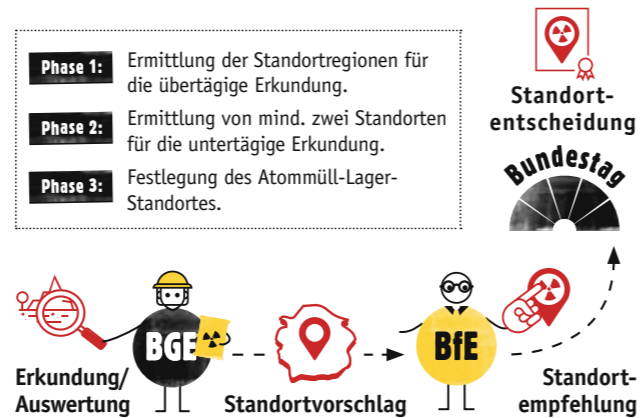 Phase 1: Ermittlung der Standortregionen für
die übertägige Erkundung.
Phase 2: Ermittlung von mind. zwei Standorten
für die untertägige Erkundung.
Phase 3: Festlegung des Atommüll-Lager-
Standortes.
Standort-
entscheidung
Bundestag
BGE
BfE
Erkundung/
Auswertung
Standortvorschlag
Standort-
empfehlung